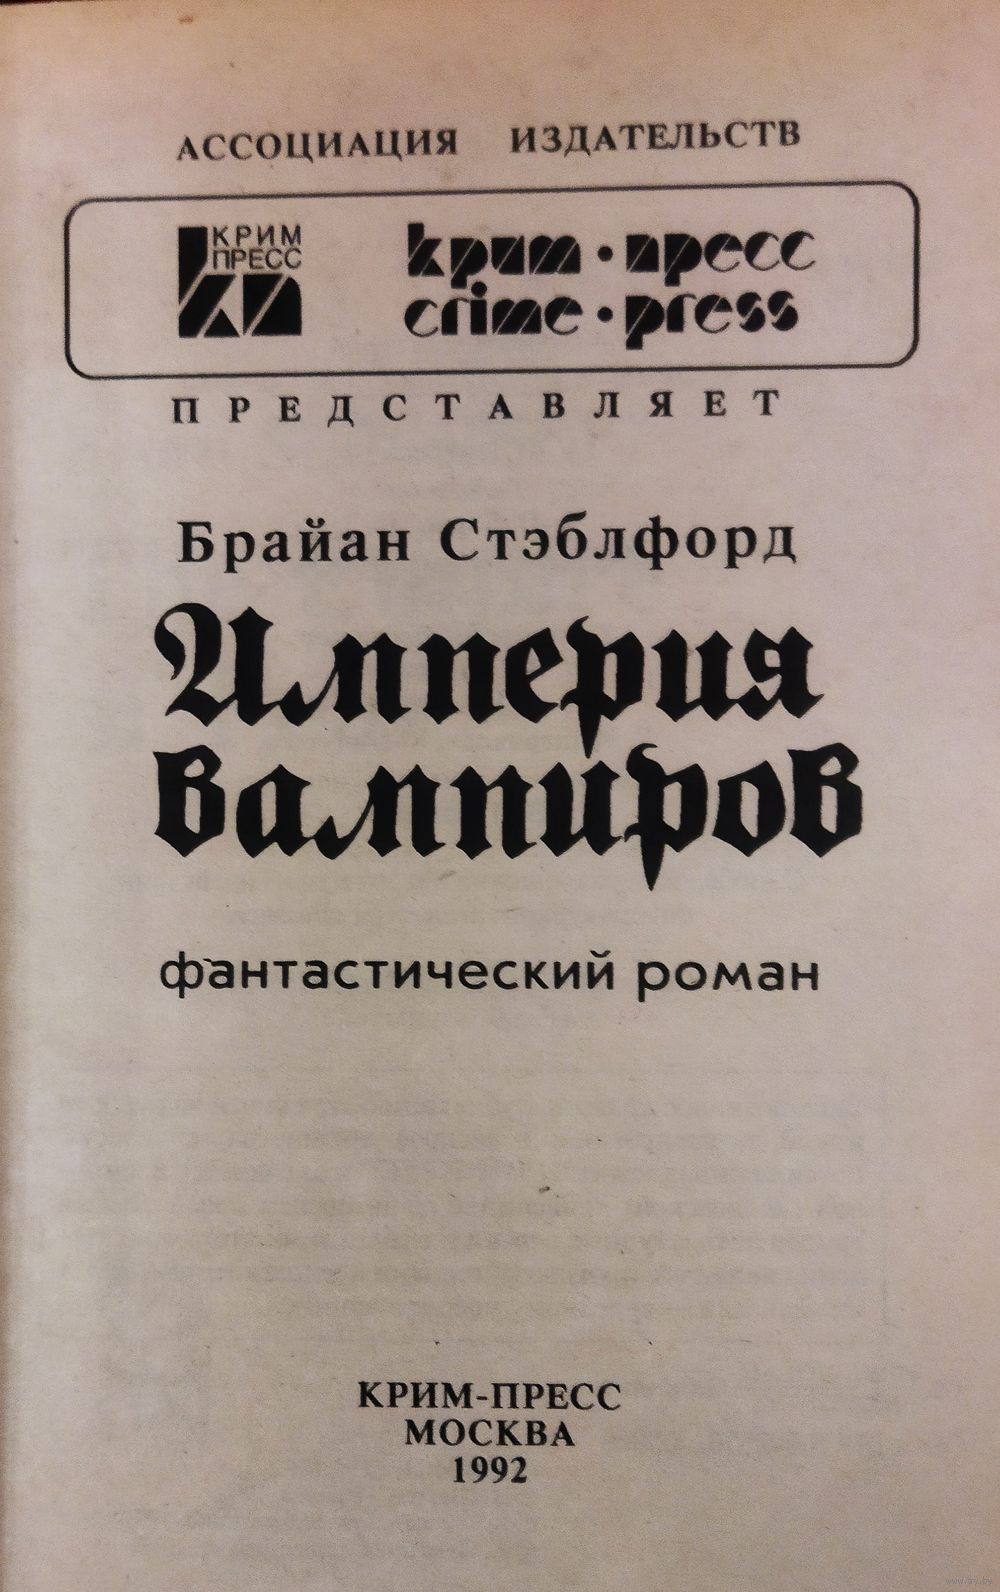 АССОЦИАЦИЯ ИЗДАТЕЛЬСТВ
КРИМ
ПРЕСС
КП
крим·пресс
crime·press
ПРЕДСТАВЛЯЕТ
Брайан Стэблфорд
Империя
вампиров
фантастический роман
КРИМ-ПРЕСС
МОСКВА
1992